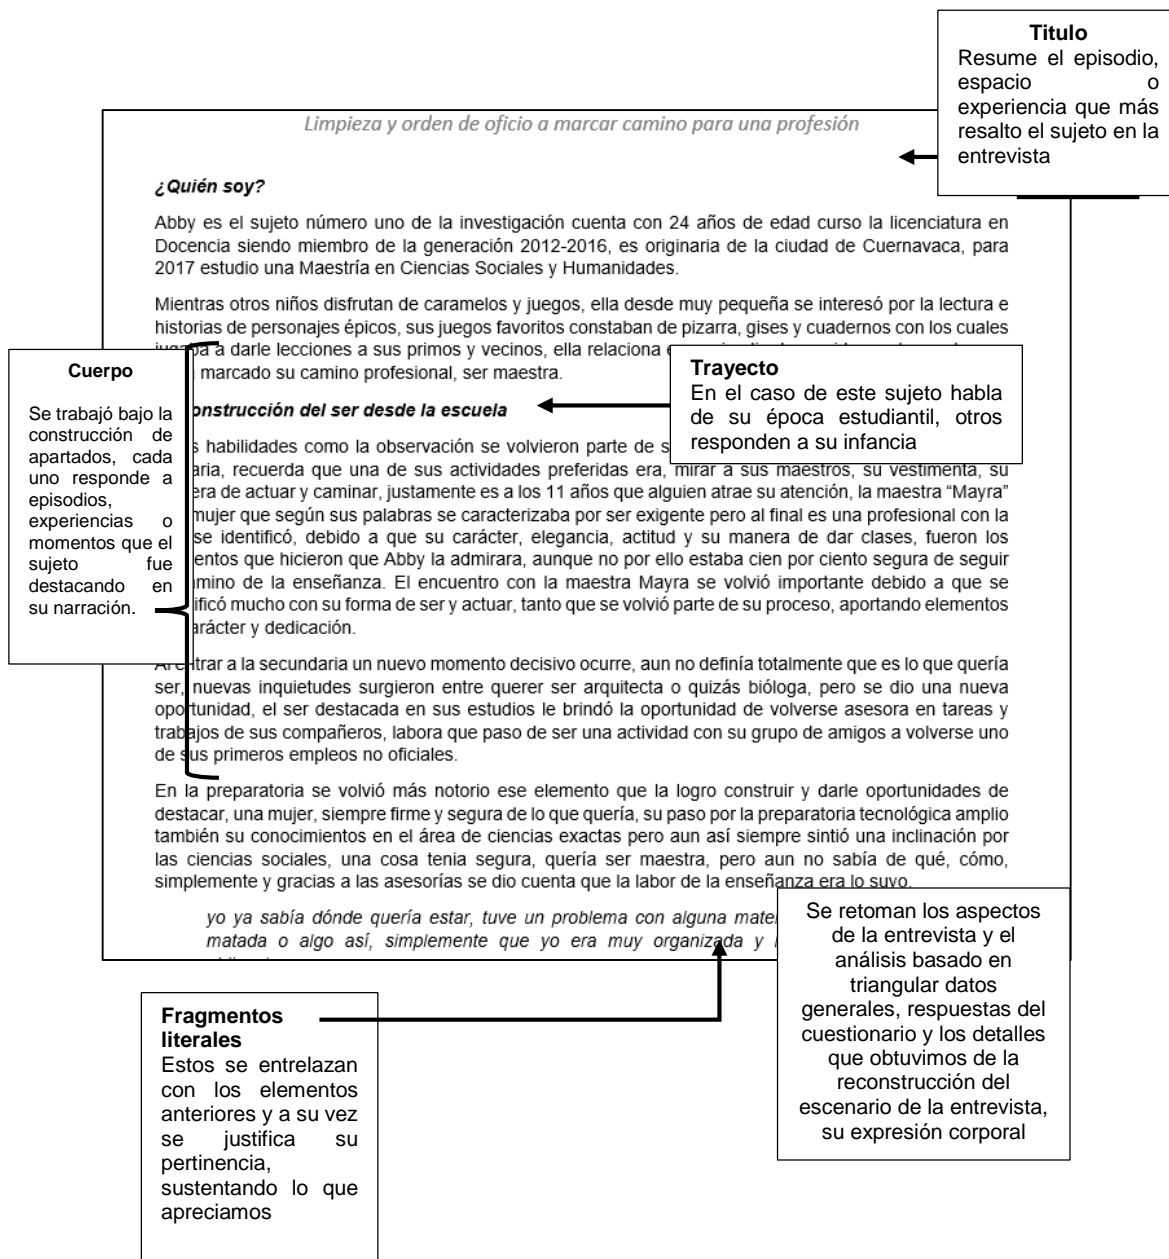 Titulo
Resume el episodio,
espacio o
experiencia que más
resalto el sujeto en la
entrevista
Limpieza y orden de oficio a marcar camino para una profesión
¿Quién soy?
Abby es el sujeto número uno de la investigación cuenta con 24 años de edad curso la licenciatura en
Docencia siendo miembro de la generación 2012-2016, es originaria de la ciudad de Cuernavaca, para
2017 estudio una Maestría en Ciencias Sociales y Humanidades.
Mientras otros niños disfrutan de caramelos y juegos, ella desde muy pequeña se interesó por la lectura e
historias de personajes épicos, sus juegos favoritos constaban de pizarra, gises y cuadernos con los cuales
jugaba a darle lecciones a sus primos y vecinos, ella relaciona
marcado su camino profesional, ser maestra.
Cuerpo
Se trabajó bajo la
construcción de
apartados, cada
uno responde a
episodios,
experiencias o
momentos que el
sujeto fue
destacando en
su narración.
Trayecto
En el caso de este sujeto habla
de su época estudiantil, otros
responden a su infancia
onstrucción del ser desde la escuela
habilidades como la observación se volvieron parte de
aria, recuerda que una de sus actividades preferidas era, mirar a sus maestros, su vestimenta, su
era de actuar y caminar, justamente es a los 11 años que alguien atrae su atención, la maestra “Mayra”
mujer que según sus palabras se caracterizaba por ser exigente pero al final es una profesional con la
se identificó, debido a que su carácter, elegancia, actitud y su manera de dar clases, fueron los
entos que hicieron que Abby la admirara, aunque no por ello estaba cien por ciento segura de seguir
amino de la enseñanza. El encuentro con la maestra Mayra se volvió importante debido a que se
ificó mucho con su forma de ser y actuar, tanto que se volvió parte de su proceso, aportando elementos
arácter y dedicación.
Al entrar a la secundaria un nuevo momento decisivo ocurre, aun no definía totalmente que es lo que quería
ser, nuevas inquietudes surgieron entre querer ser arquitecta o quizás bióloga, pero se dio una nueva
oportunidad, el ser destacada en sus estudios le brindó la oportunidad de volverse asesora en tareas y
trabajos de sus compañeros, labora que paso de ser una actividad con su grupo de amigos a volverse uno
de sus primeros empleos no oficiales.
En la preparatoria se volvió más notorio ese elemento que la logro construir y darle oportunidades de
destacar, una mujer, siempre firme y segura de lo que quería, su paso por la preparatoria tecnológica amplio
también su conocimientos en el área de ciencias exactas pero aun así siempre sintió una inclinación por
las ciencias sociales, una cosa tenia segura, quería ser maestra, pero aun no sabía de qué, cómo,
simplemente y gracias a las asesorías se dio cuenta que la labor de la enseñanza era lo suyo.
yo ya sabía dónde quería estar, tuve un problema con alguna mate
matada o algo así, simplemente que yo era muy organizada y
Se retoman los aspectos
de la entrevista y el
análisis basado en
triangular datos
generales, respuestas del
cuestionario y los detalles
que obtuvimos de la
reconstrucción del
escenario de la entrevista,
su expresión corporal
Fragmentos
literales
Estos se entrelazan
con los elementos
anteriores y a su vez
se justifica su
pertinencia,
sustentando lo que
apreciamos